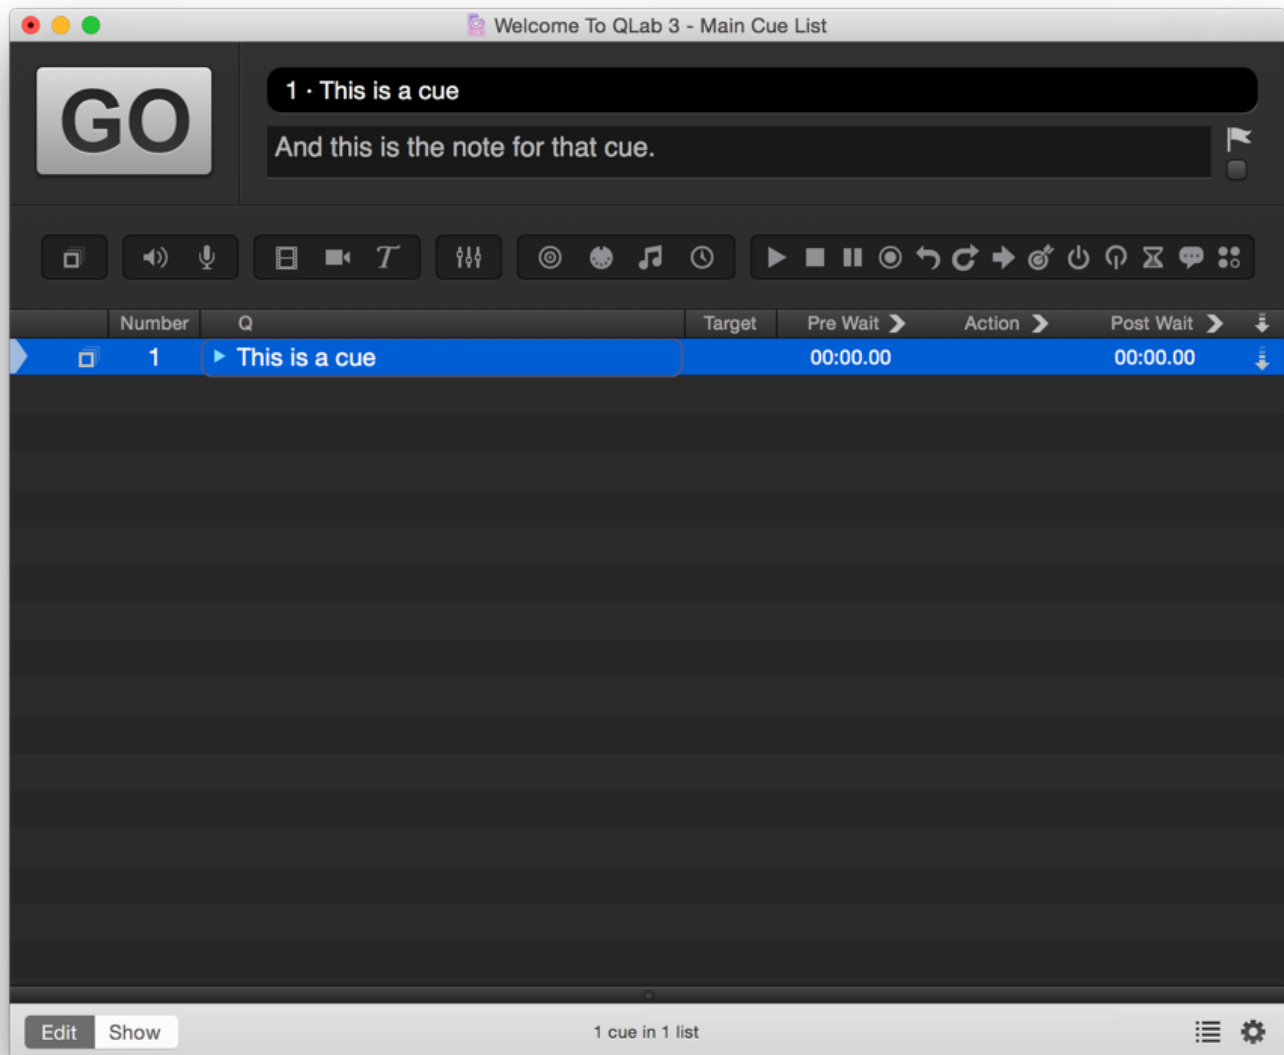 Welcome To QLab 3 - Main Cue List
GO
1 · This is a cue
And this is the note for that cue.
T
Number Q Target Pre Wait Action Post Wait
1 This is a cue 00:00.00 00:00.00
Edit Show 1 cue in 1 list